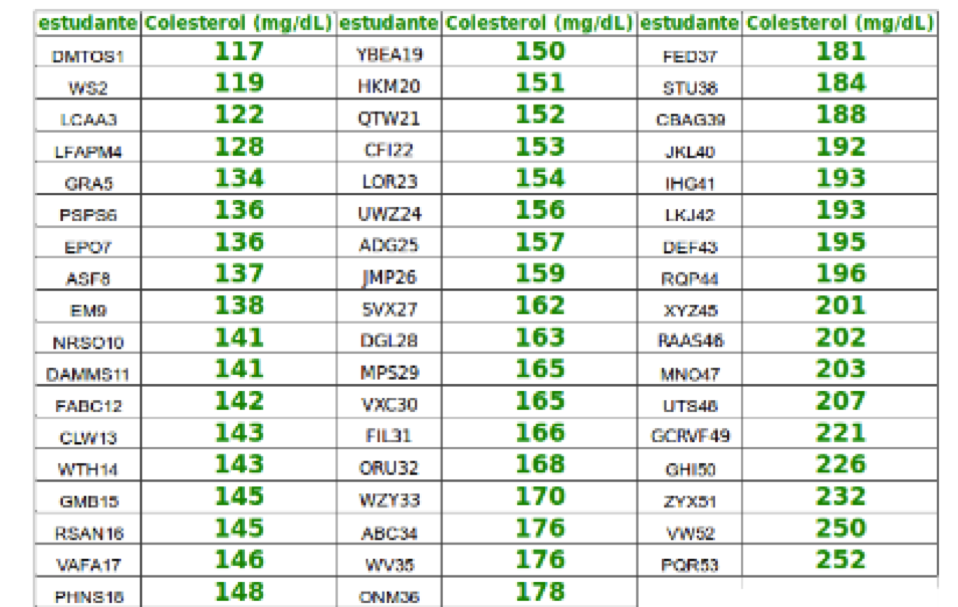 estudante Colesterol (mg/dL) estudante Colesterol (mg/dL) estudante Colesterol (mg/dL)
DMTOS1 117 YBEA19 150 FED37 181
WS2 119 HKM20 151 STU38 184
LCAA3 122 QTW21 152 CBAG39 188
LFAPM4 128 CFI22 153 JKL40 192
GRA5 134 LOR23 154 IHG41 193
PSPS6 136 UWZ24 156 LKJ42 193
EPO7 136 ADG25 157 DEF43 195
ASF8 137 JMP26 159 RQP44 196
EM9 138 SVX27 162 XYZ45 201
NRSO10 141 DGL28 163 RAAS46 202
DAMMS11 141 MPS29 165 MNO47 203
FABC12 142 VXC30 165 UTS48 207
CLW13 143 FIL31 166 GCRVF49 221
WTH14 143 ORU32 168 GHI50 226
GMB15 145 WZY33 170 ZYX51 232
RSAN16 145 ABC34 176 VW52 250
VAFA17 146 WV35 176 PQR53 252
PHNS18 148 ONM36 178